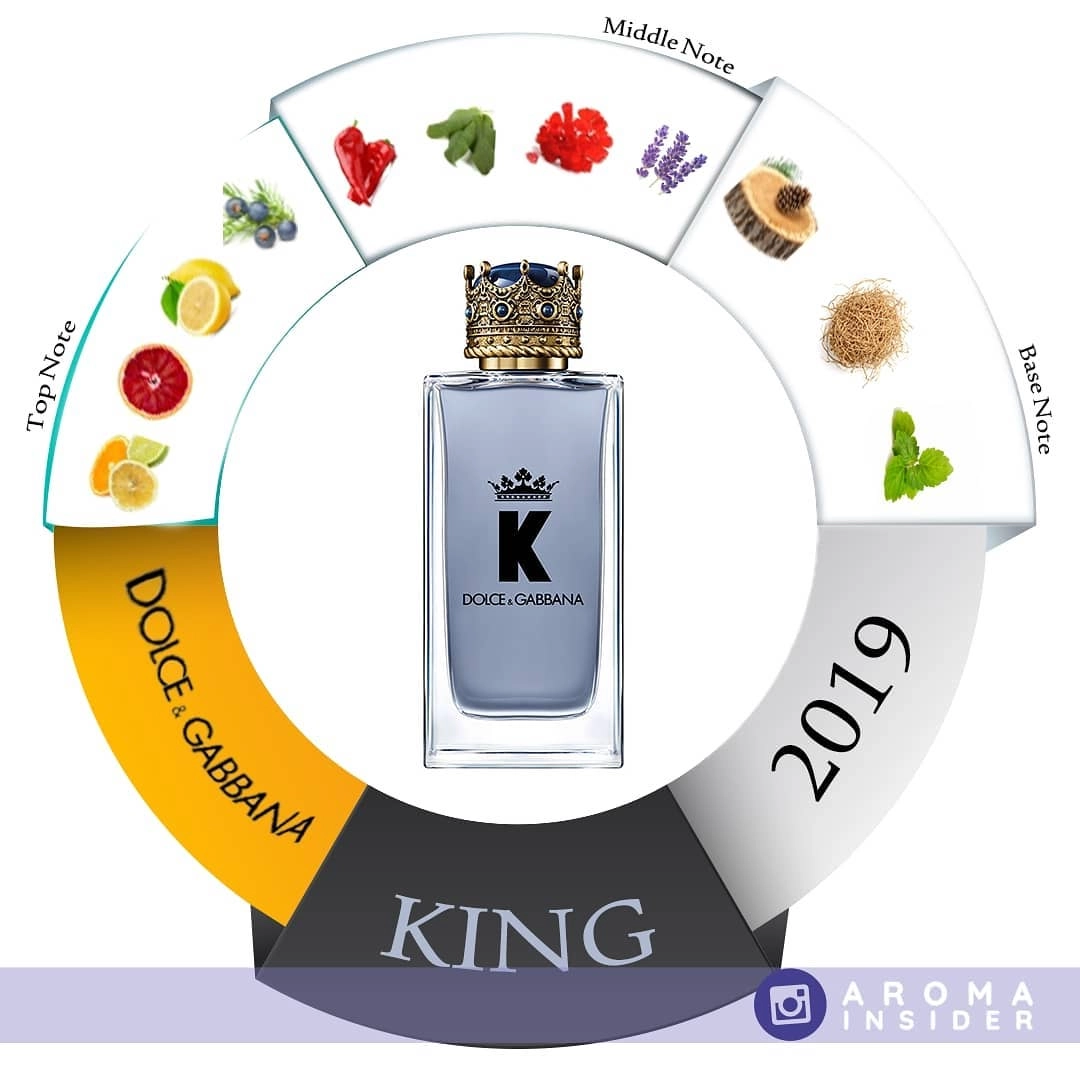 Middle Note
Top Note
Base Note
K
DOLCE & GABBANA
DOLCE & GABBANA
2019
KING
AROMA
INSIDER